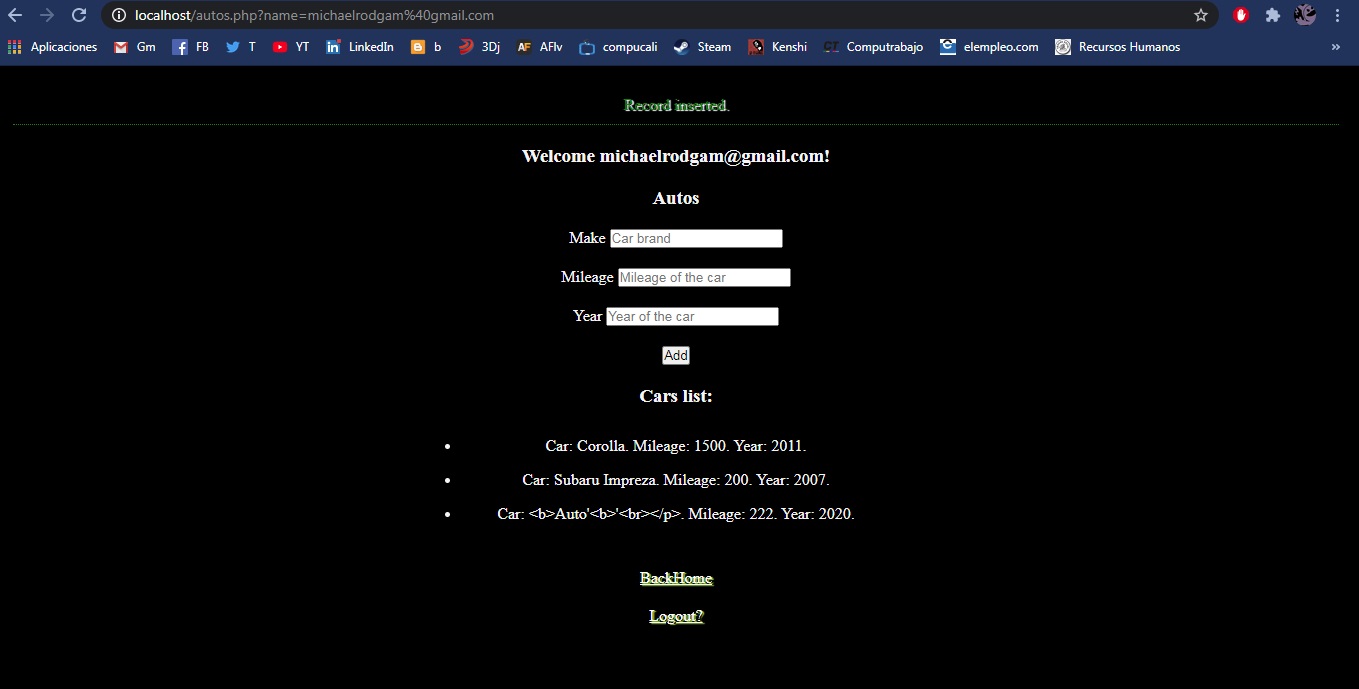 localhost/autos.php?name=michaelrodgam%40gmail.com
Aplicaciones Gm FB T YT LinkedIn b 3Dj AF AFlv compucali Steam Kenshi CT Computrabajo elempleo.com Recursos Humanos »
Record inserted.
Welcome michaelrodgam@gmail.com!
Autos
Make Car brand
Mileage Mileage of the car
Year Year of the car
Add
Cars list:
• Car: Corolla. Mileage: 1500. Year: 2011.
• Car: Subaru Impreza. Mileage: 200. Year: 2007.
• Car: <b>Auto'<b>'<br></p>. Mileage: 222. Year: 2020.
BackHome
Logout?